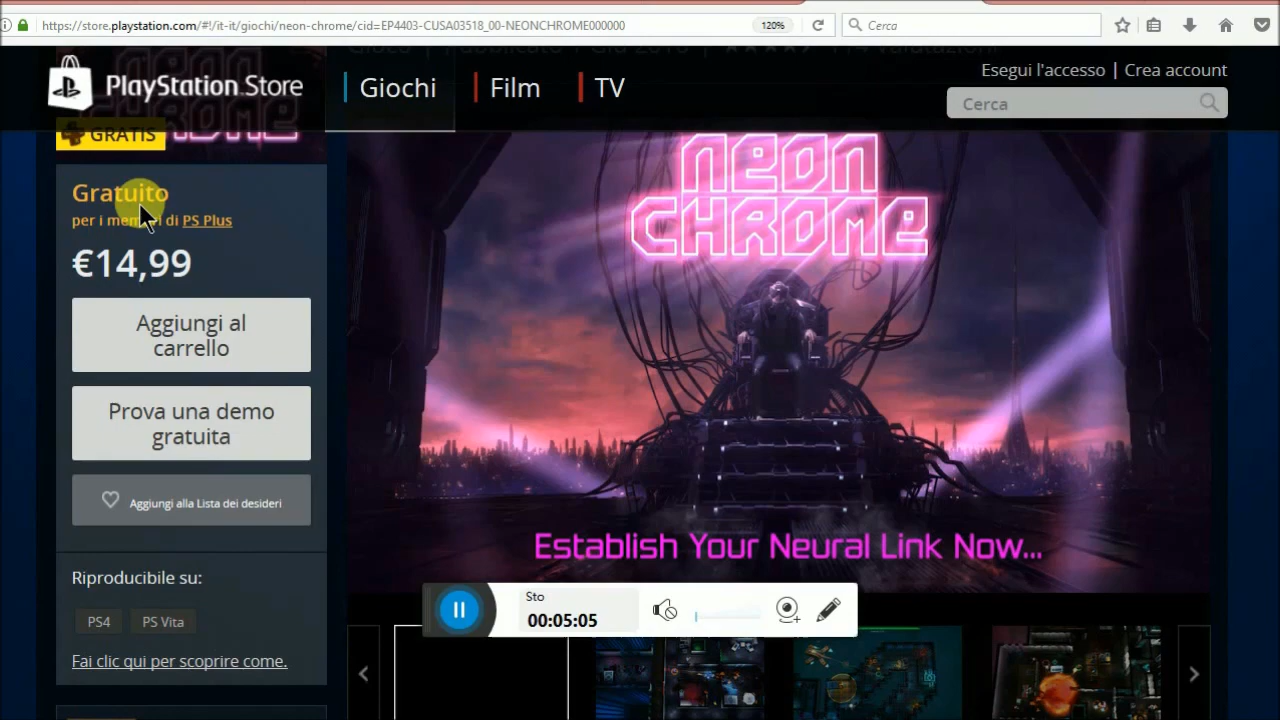 https://store.playstation.com/#!/it-it/giochi/neon-chrome/cid=EP4403-CUSA03518_00-NEONCHROME000000
120%
Cerca
PlayStation.Store
Giochi
Film
TV
Esegui l'accesso | Crea account
Cerca
GRATIS
Gratuito
per i membri di PS Plus
€14,99
Aggiungi al
carrello
Prova una demo
gratuita
Aggiungi alla Lista dei desideri
Riproducibile su:
PS4
PS Vita
Fai clic qui per scoprire come.
NEON
CHROME
Establish Your Neural Link Now...
Sto
00:05:05